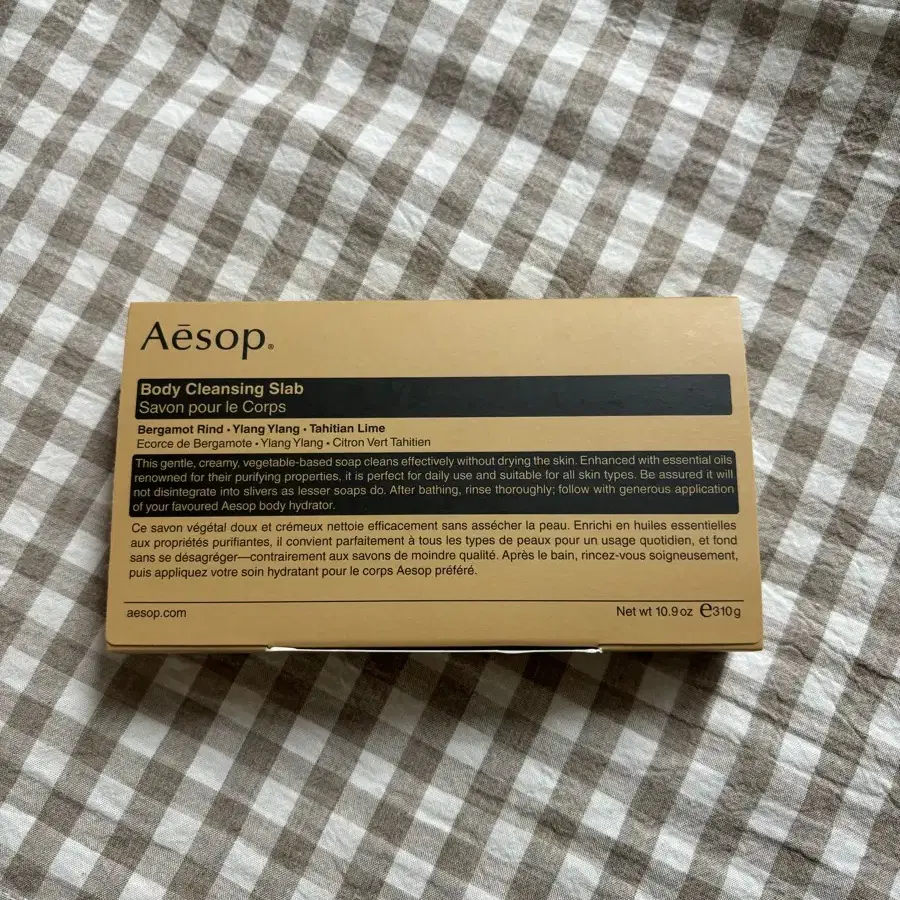 Aēsop®
Body Cleansing Slab
Savon pour le Corps
Bergamot Rind • Ylang Ylang • Tahitian Lime
Ecorce de Bergamote • Ylang Ylang • Citron Vert Tahitien
This gentle, creamy, vegetable-based soap cleans effectively without drying the skin. Enhanced with essential oils
renowned for their purifying properties, it is perfect for daily use and suitable for all skin types. Be assured it will
not disintegrate into slivers as lesser soaps do. After bathing, rinse thoroughly; follow with generous application
of your favoured Aesop body hydrator.
Ce savon végétal doux et crémeux nettoie efficacement sans assécher la peau. Enrichi en huiles essentielles
aux propriétés purifiantes, il convient parfaitement à tous les types de peaux pour un usage quotidien, et fond
sans se désagréger—contrairement aux savons de moindre qualité. Après le bain, rincez-vous soigneusement,
puis appliquez votre soin hydratant pour le corps Aesop préféré.
aesop.com
Net wt 10.9 oz ℮310 g